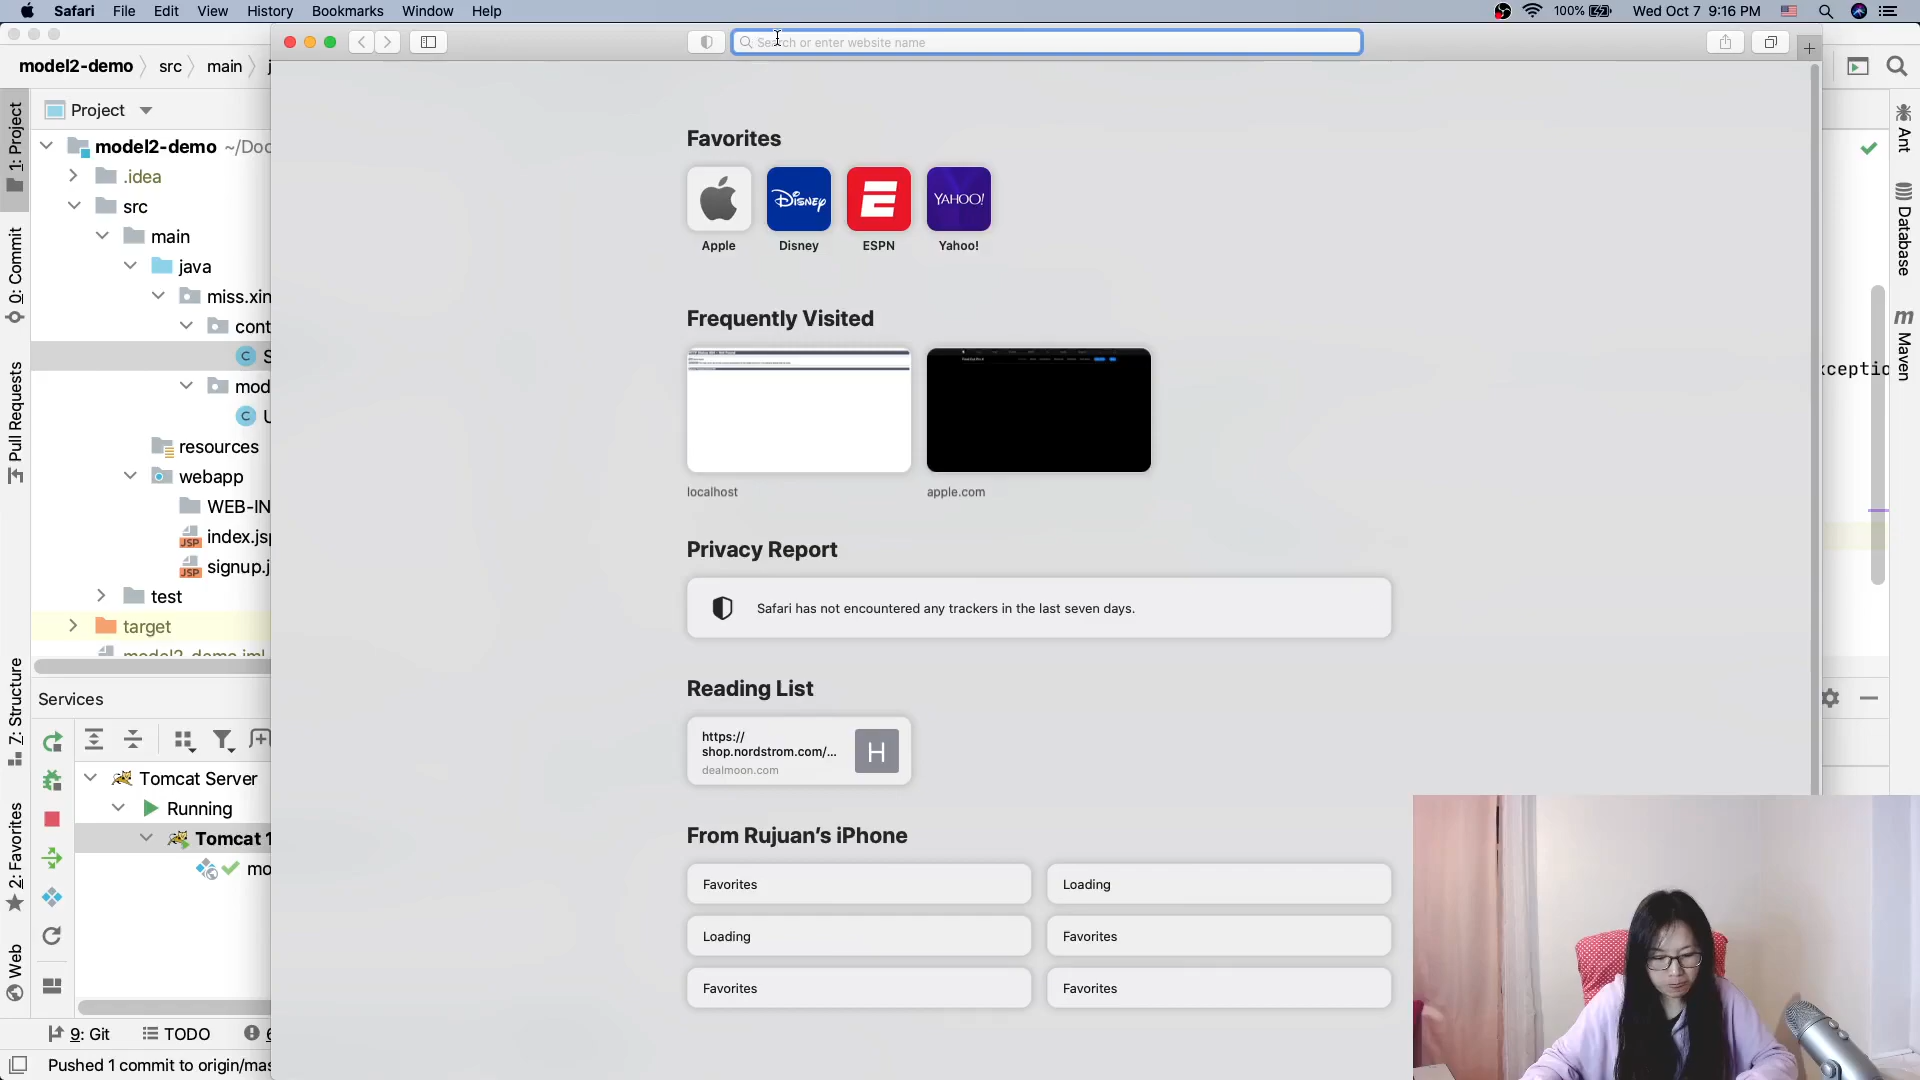 Safari File Edit View History Bookmarks Window Help
100% Wed Oct 7 9:16 PM
Search or enter website name
model2-demo src main
Project
model2-demo ~/Doc
.idea
src
main
java
miss.xin
cont
S
mod
U
resources
webapp
WEB-IN
index.jsp
signup.j
test
target
model2-demo.iml
1: Project
0: Commit
Pull Requests
Z: Structure
2: Favorites
Web
Services
Tomcat Server
Running
Tomcat 1
mo
9: Git TODO 6
Pushed 1 commit to origin/mas
Favorites
DISNEY YAHOO!
Apple Disney ESPN Yahoo!
Frequently Visited
localhost apple.com
Privacy Report
Safari has not encountered any trackers in the last seven days.
Reading List
https://
shop.nordstrom.com/...
dealmoon.com
H
From Rujuan’s iPhone
Favorites Loading
Loading Favorites
Favorites Favorites
Ant
Database
m
Maven
xceptio